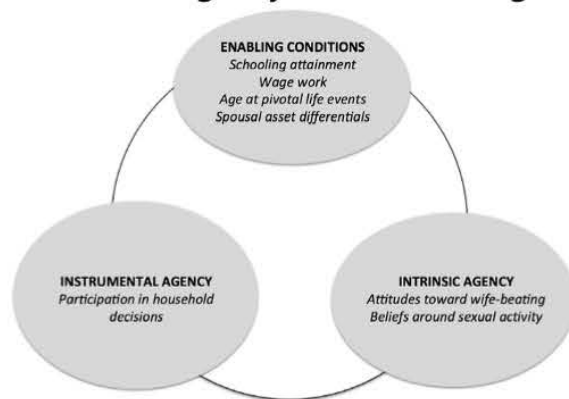 ENABLING CONDITIONS
Schooling attainment
Wage work
Age at pivotal life events
Spousal asset differentials
INSTRUMENTAL AGENCY
Participation in household
decisions
INTRINSIC AGENCY
Attitudes toward wife-beating
Beliefs around sexual activity